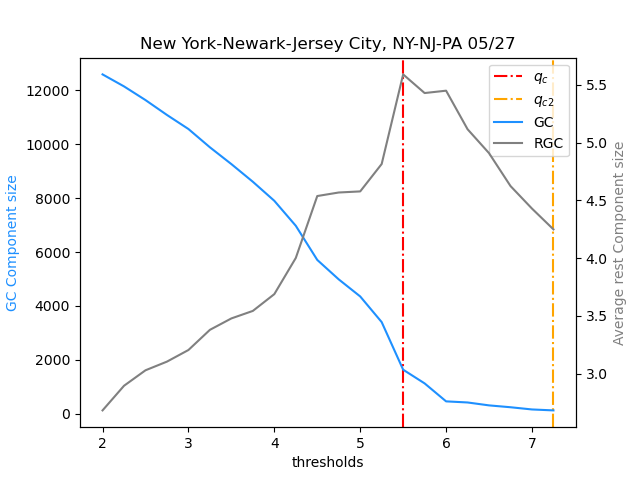 New York-Newark-Jersey City, NY-NJ-PA 05/27
GC Component size
12000
10000
8000
6000
4000
2000
0
2
3
4
5
6
7
thresholds
5.5
5.0
4.5
4.0
3.5
3.0
Average rest Component size
q_c
q_c2
GC
RGC